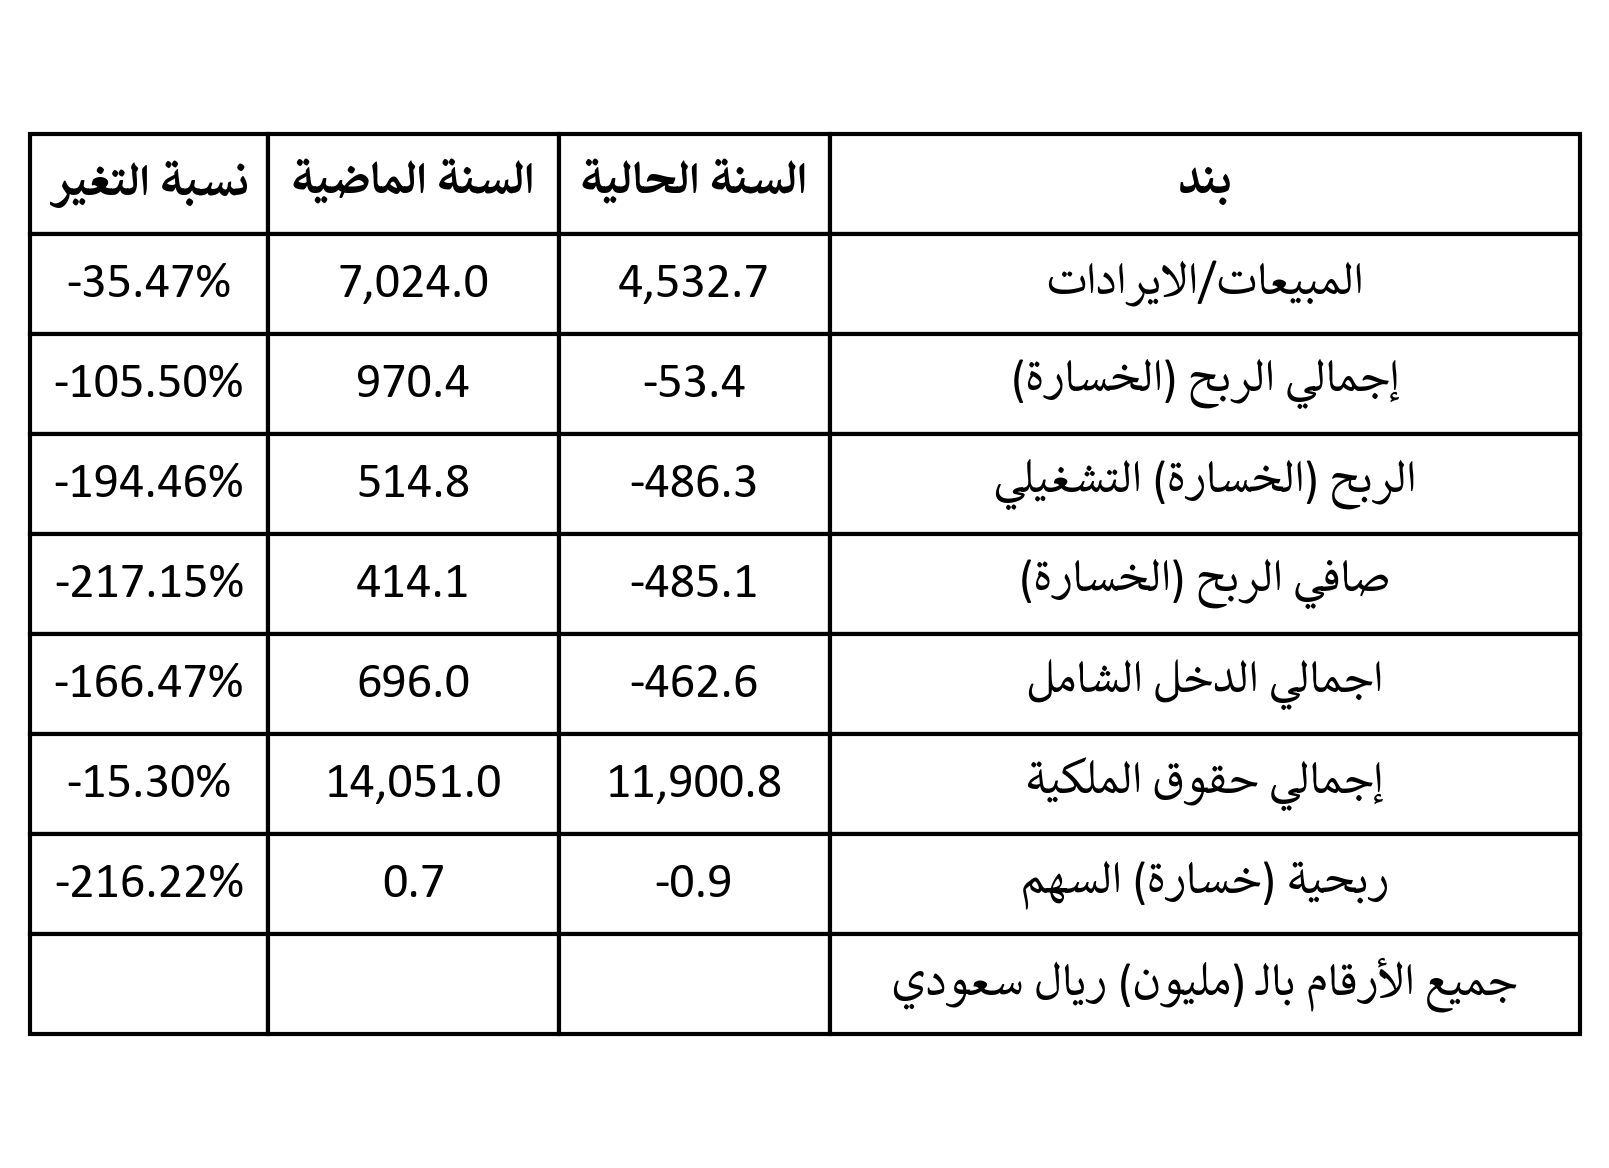 بند السنة الحالية السنة الماضية نسبة التغير
المبيعات/الايرادات 4,532.7 7,024.0 -35.47%
إجمالي الربح (الخسارة) -53.4 970.4 -105.50%
الربح (الخسارة) التشغيلي -486.3 514.8 -194.46%
صافي الربح (الخسارة) -485.1 414.1 -217.15%
اجمالي الدخل الشامل -462.6 696.0 -166.47%
إجمالي حقوق الملكية 11,900.8 14,051.0 -15.30%
ربحية (خسارة) السهم -0.9 0.7 -216.22%
جميع الأرقام بالـ (مليون) ريال سعودي